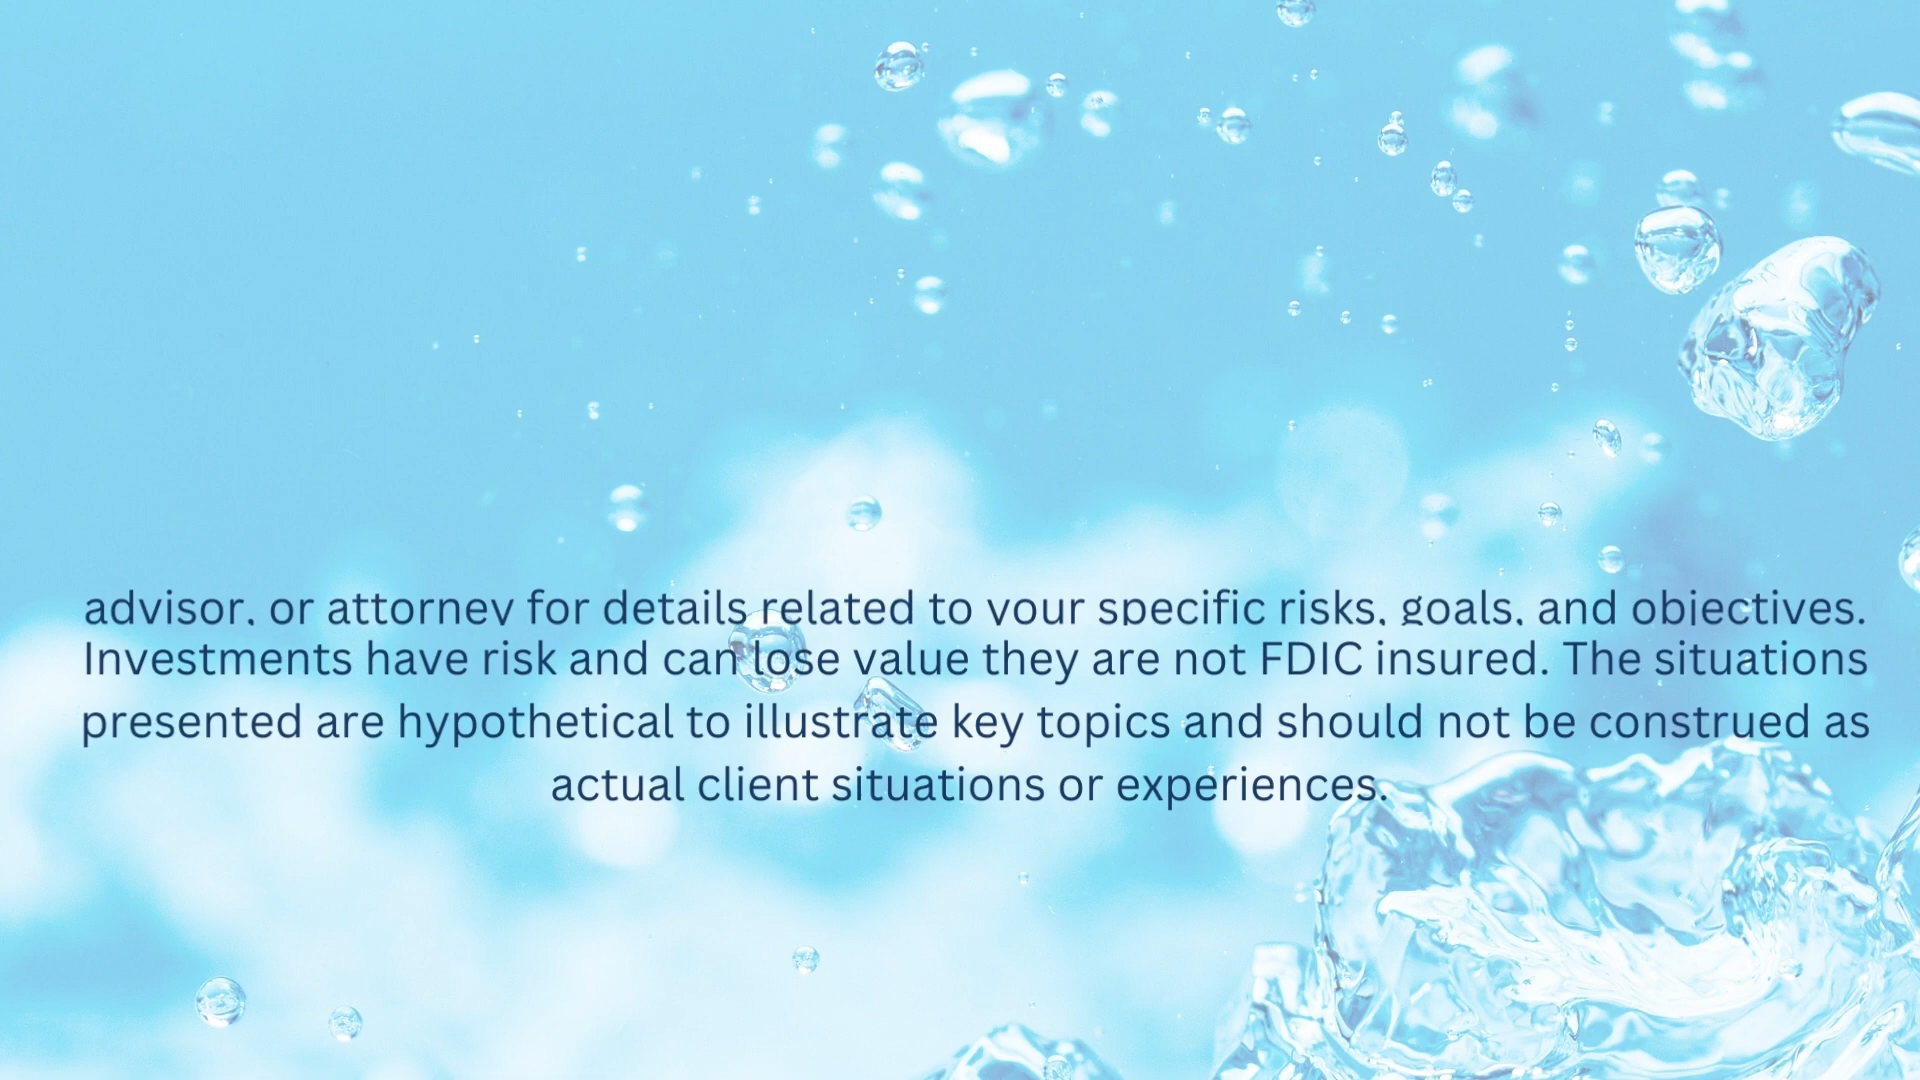 advisor, or attorney for details related to your specific risks, goals, and objectives.
Investments have risk and can lose value they are not FDIC insured. The situations
presented are hypothetical to illustrate key topics and should not be construed as
actual client situations or experiences.